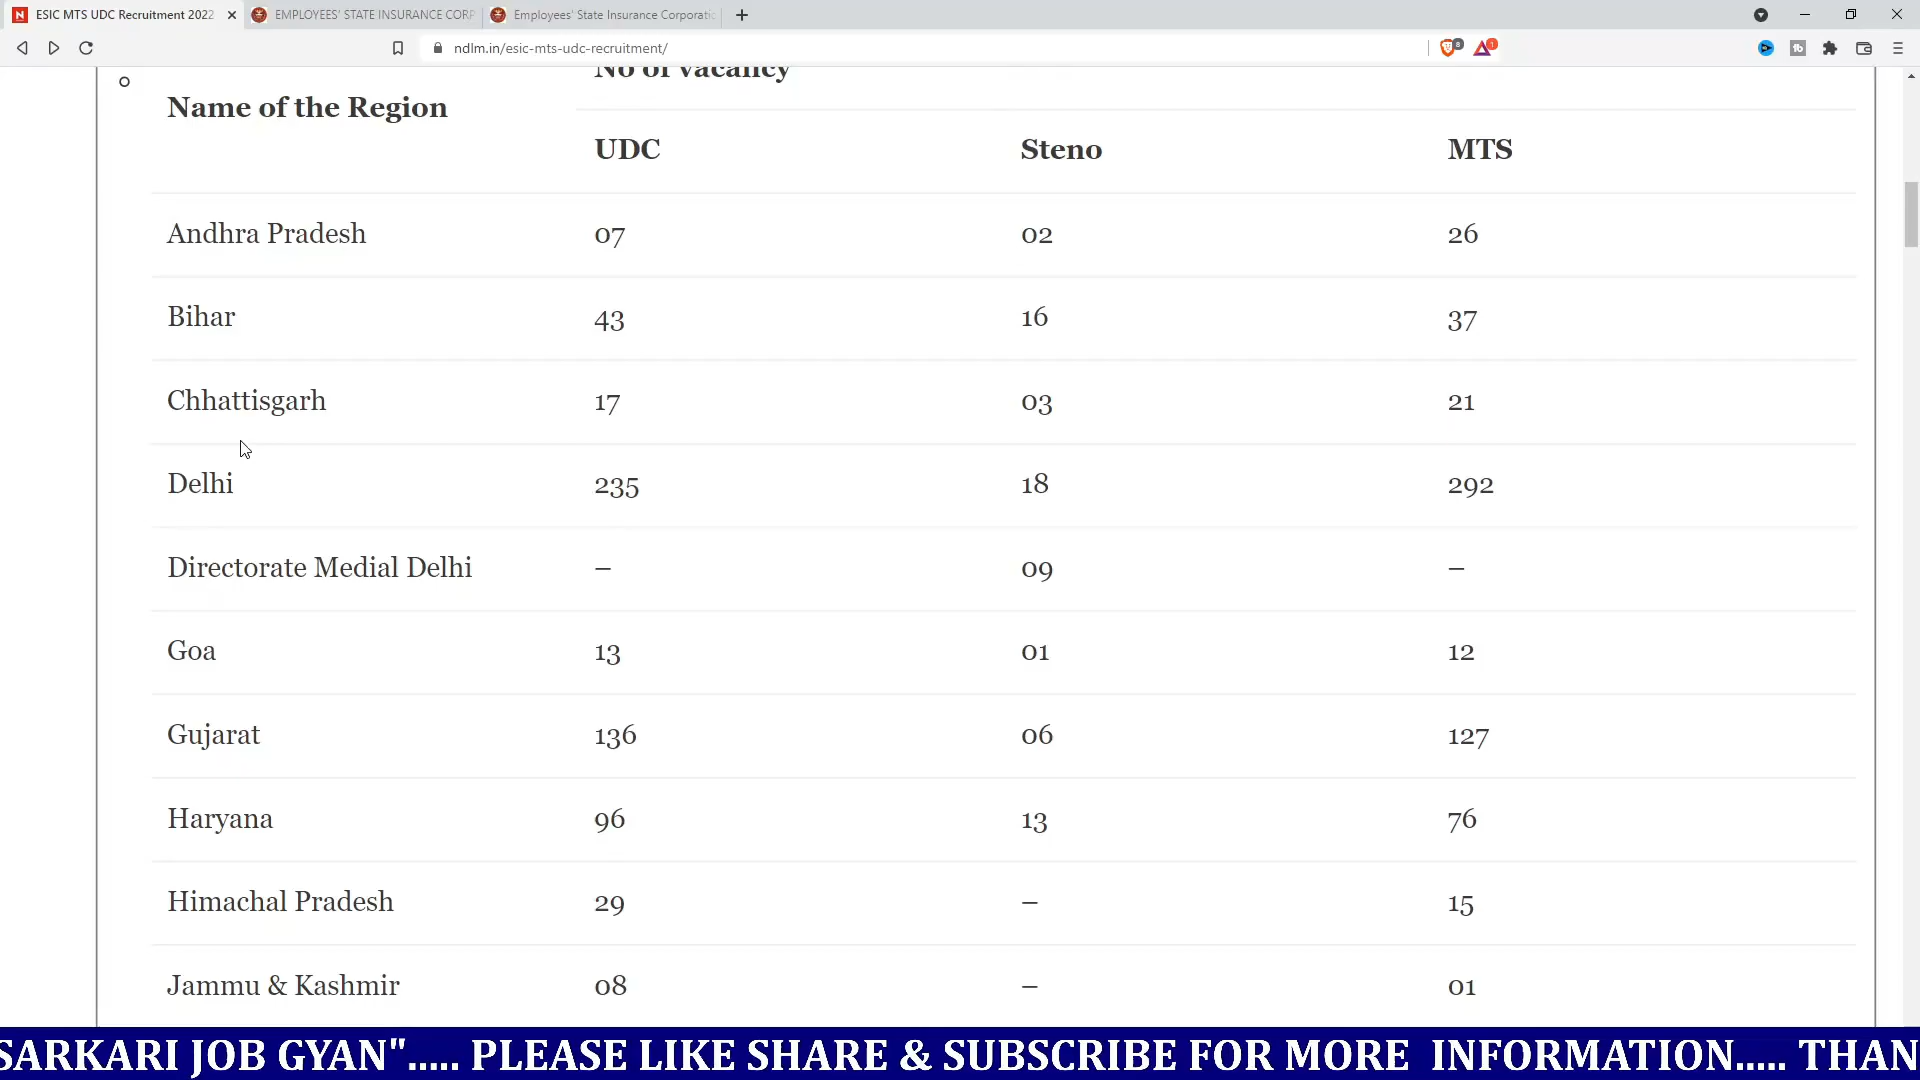 ESIC MTS UDC Recruitment 2022
EMPLOYEES' STATE INSURANCE CORP
Employees' State Insurance Corporatic
ndlm.in/esic-mts-udc-recruitment/
8
1
No of vacancy
Name of the Region
UDC Steno MTS
Andhra Pradesh 07 02 26
Bihar 43 16 37
Chhattisgarh 17 03 21
Delhi 235 18 292
Directorate Medial Delhi – 09 –
Goa 13 01 12
Gujarat 136 06 127
Haryana 96 13 76
Himachal Pradesh 29 – 15
Jammu & Kashmir 08 – 01
SARKARI JOB GYAN"..... PLEASE LIKE SHARE & SUBSCRIBE FOR MORE INFORMATION..... THAN